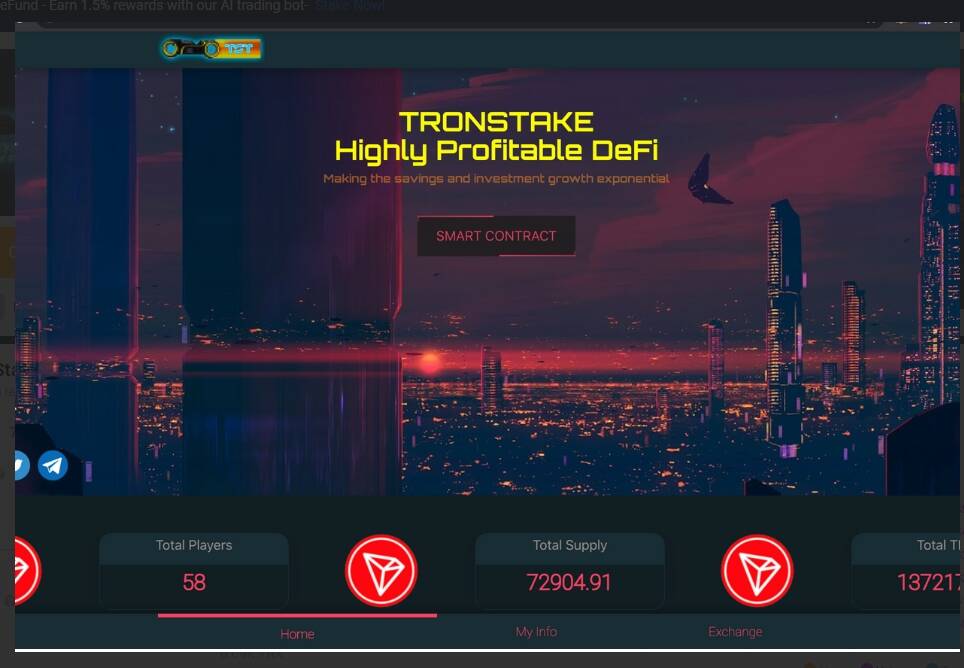 eFund - Earn 1.5% rewards with our AI trading bot- Stake Now!
TST
TRONSTAKE
Highly Profitable DeFi
Making the savings and investment growth exponential
SMART CONTRACT
Total Players
58
Total Supply
72904.91
Total T
137217
Home
My Info
Exchange